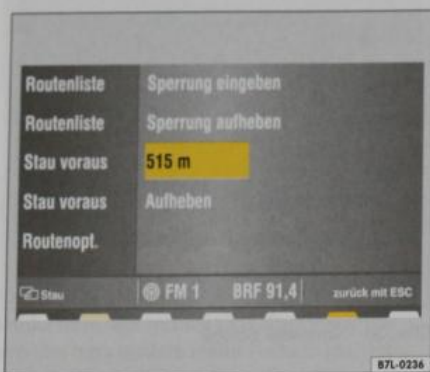 Routenliste Sperrung eingeben
Routenliste Sperrung aufheben
Stau voraus 515 m
Stau voraus Aufheben
Routenopt.
Stau FM 1 BRF 91,4 zurück mit ESC
B7L-0236